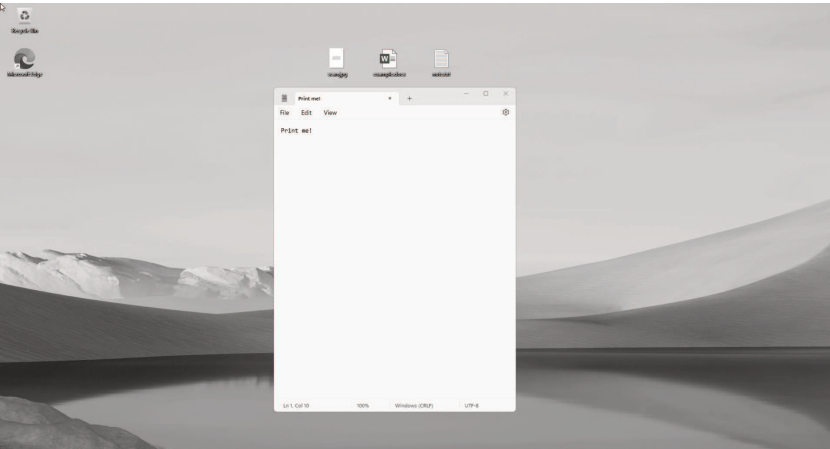 Recycle Bin
Microsoft Edge
Print me!
File Edit View
Print me!
Ln 1, Col 10 100% Windows (CRLF) UTF-8